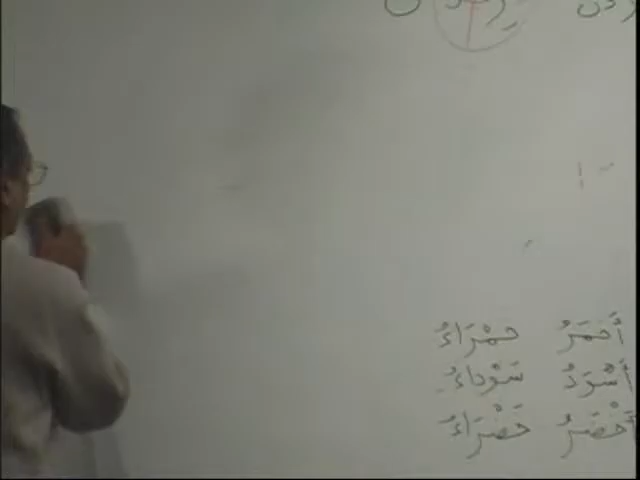 أَحْمَرُ حَمْرَاءُ
أَسْوَدُ سَوْدَاءُ
أَخْضَرُ خَضْرَاءُ